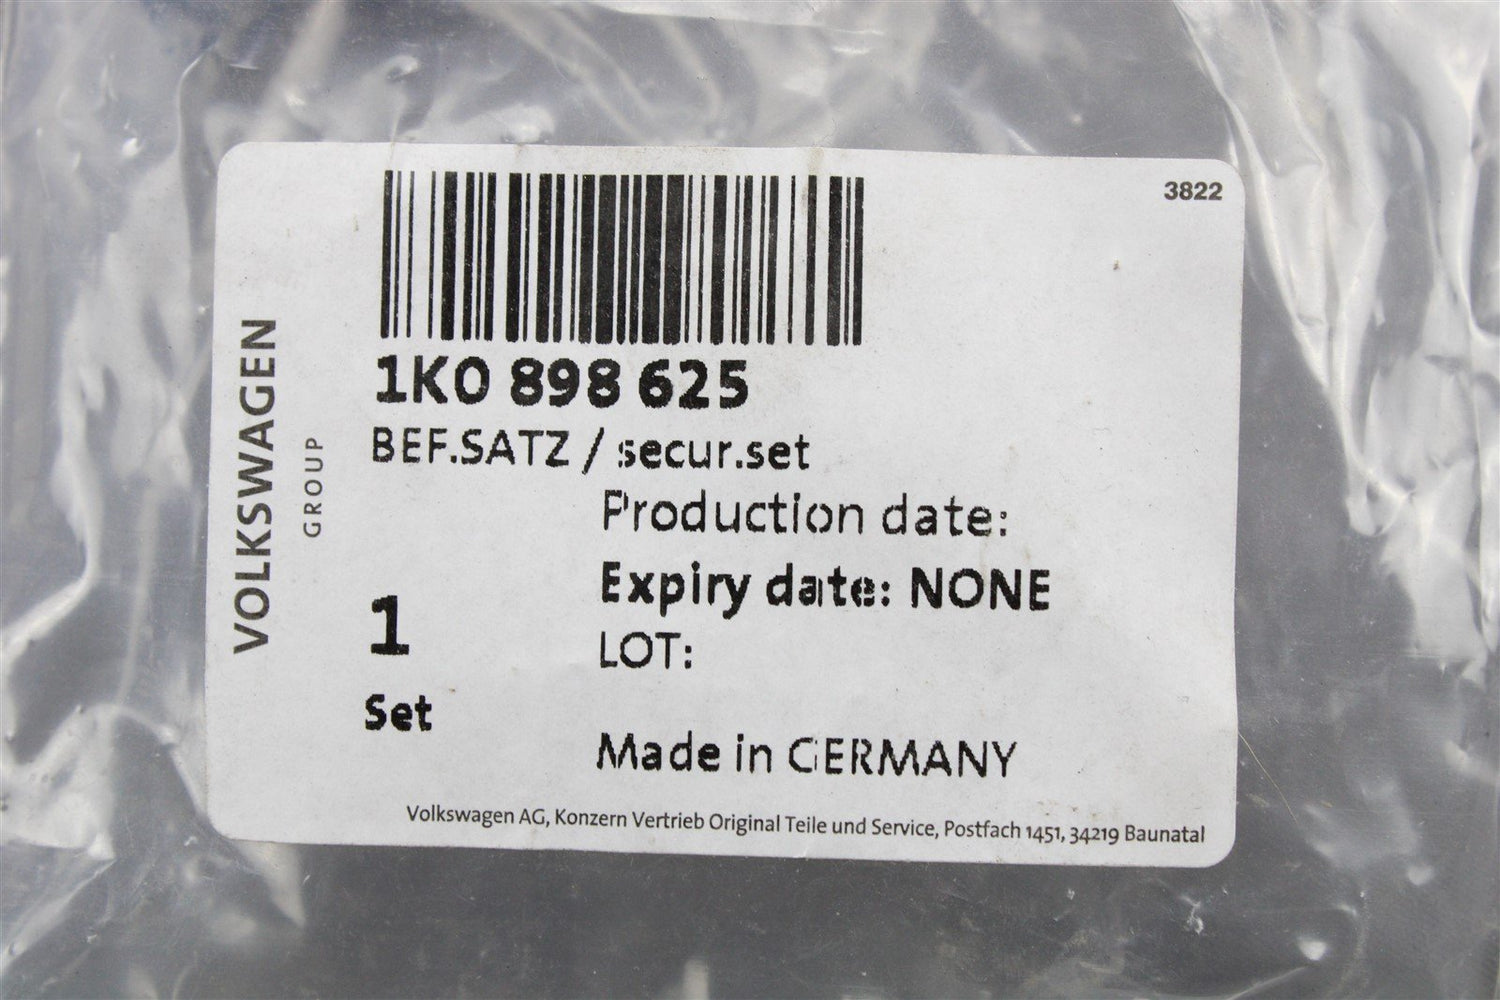 3822
VOLKSWAGEN
GROUP
1K0 898 625
BEF.SATZ / secur.set
Production date:
Expiry date: NONE
LOT:
1
Set
Made in GERMANY
Volkswagen AG, Konzern Vertrieb Original Teile und Service, Postfach 1451, 34219 Baunatal